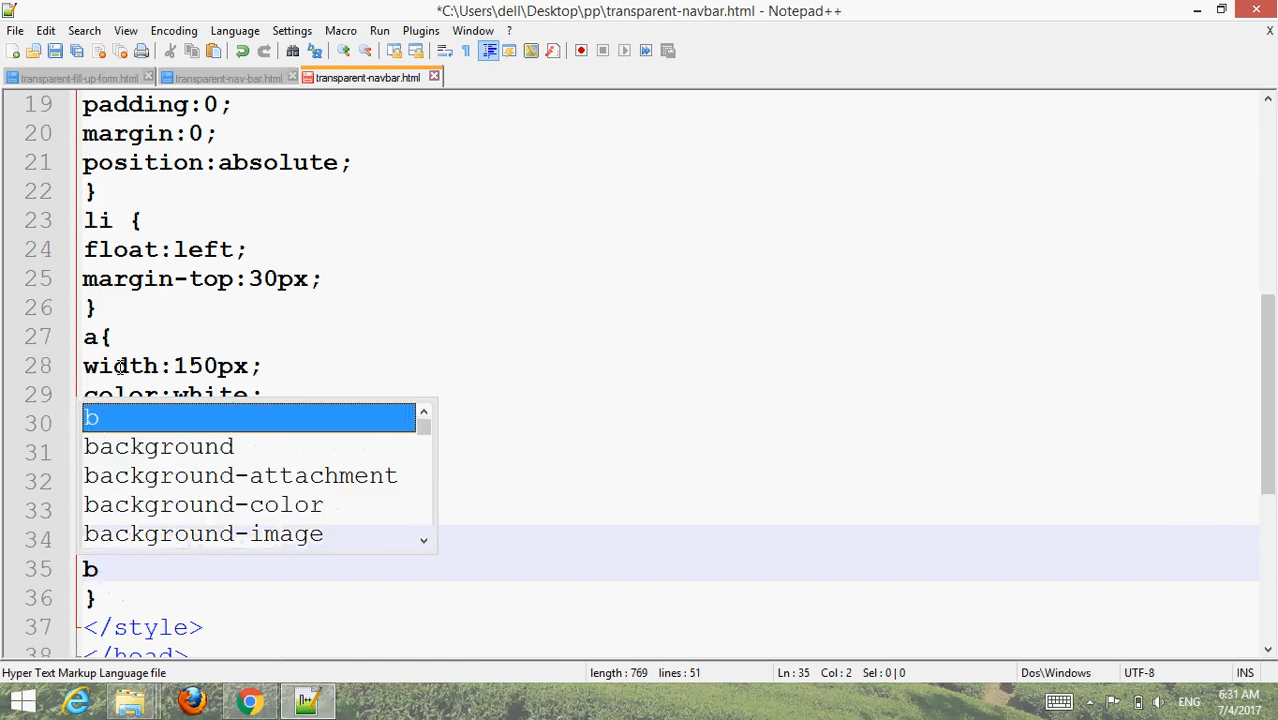 *C:\Users\dell\Desktop\pp\transparent-navbar.html - Notepad++
File Edit Search View Encoding Language Settings Macro Run Plugins Window ? X
transparent-fill-up-form.html transparent-nav-bar.html transparent-navbar.html
19 padding:0;
20 margin:0;
21 position:absolute;
22 }
23 li {
24 float:left;
25 margin-top:30px;
26 }
27 a{
28 width:150px;
29 color:white;
30 b
31 background
32 background-attachment
33 background-color
34 background-image
35 b
36 }
37 </style>
38 </head>
Hyper Text Markup Language file length : 769 lines : 51 Ln : 35 Col : 2 Sel : 0 | 0 Dos\Windows UTF-8 INS
ENG 6:31 AM
7/4/2017